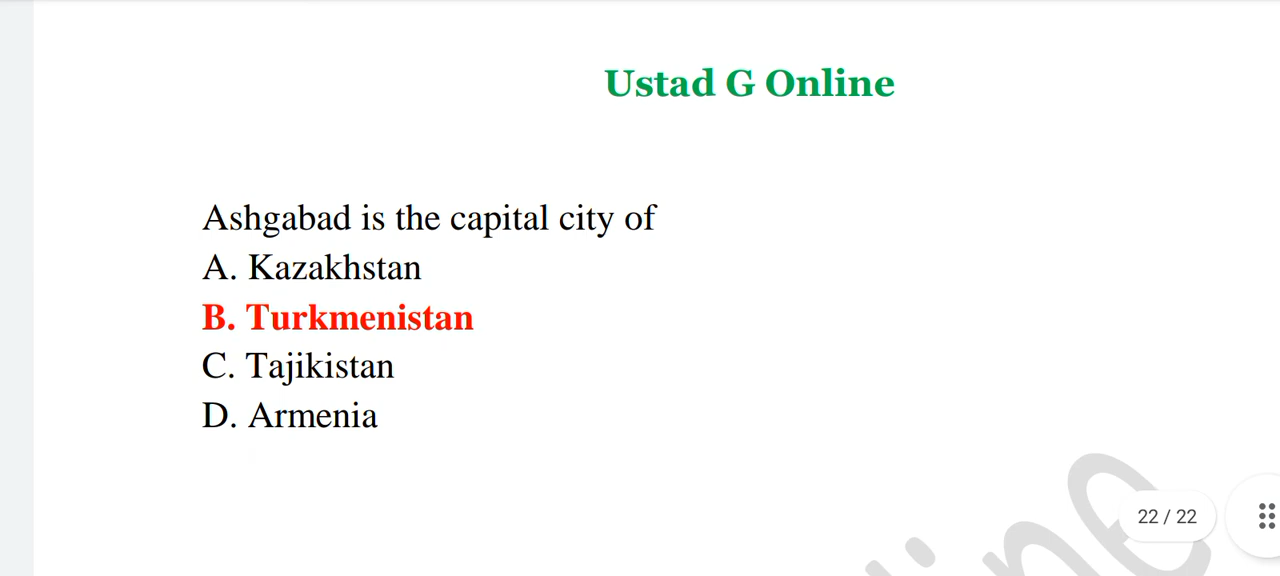 Ustad G Online
Ashgabad is the capital city of
A. Kazakhstan
B. Turkmenistan
C. Tajikistan
D. Armenia
22 / 22